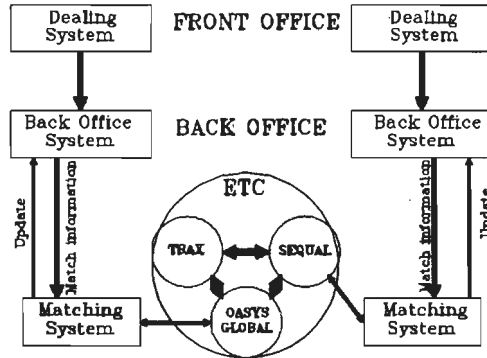 Dealing
System
FRONT OFFICE
Dealing
System
Back Office
System
BACK OFFICE
Back Office
System
Update
Match information
ETC
TRAX
SEQUAL
OASYS
GLOBAL
Match information
Update
Matching
System
Matching
System